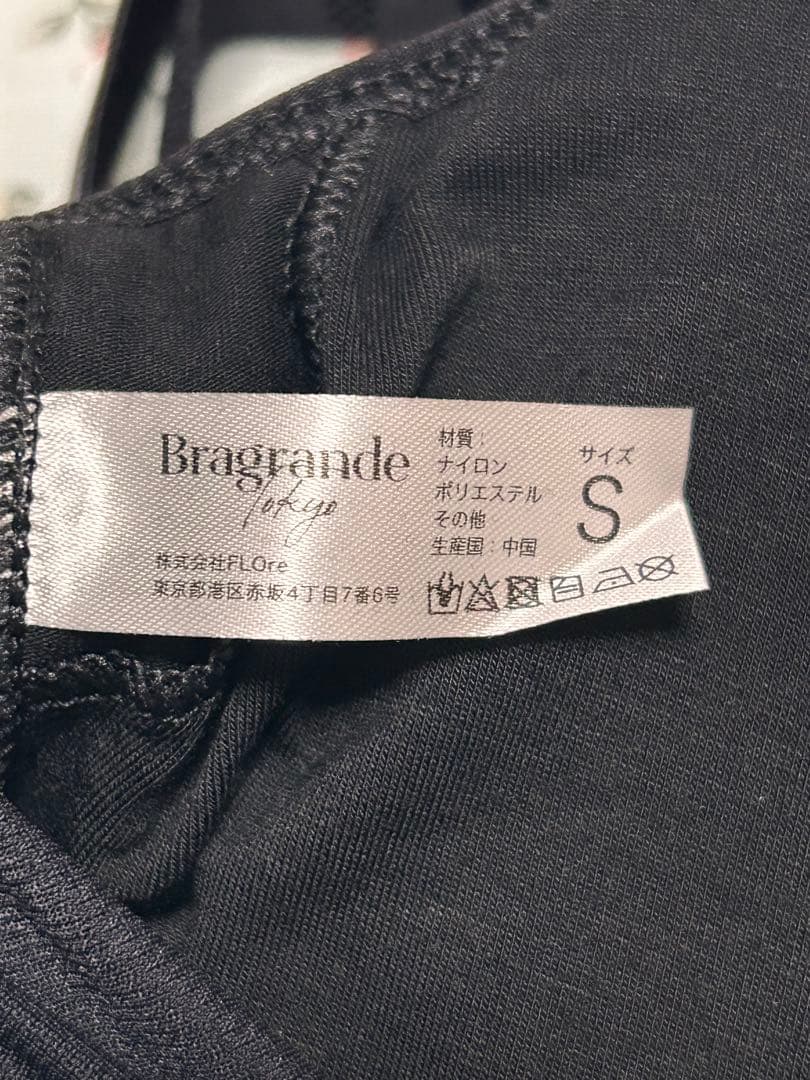 Bragrande
Tokyo
株式会社FLOre
東京都港区赤坂4丁目7番6号
材質：
ナイロン
ポリエステル
その他
生産国：中国
サイズ
S